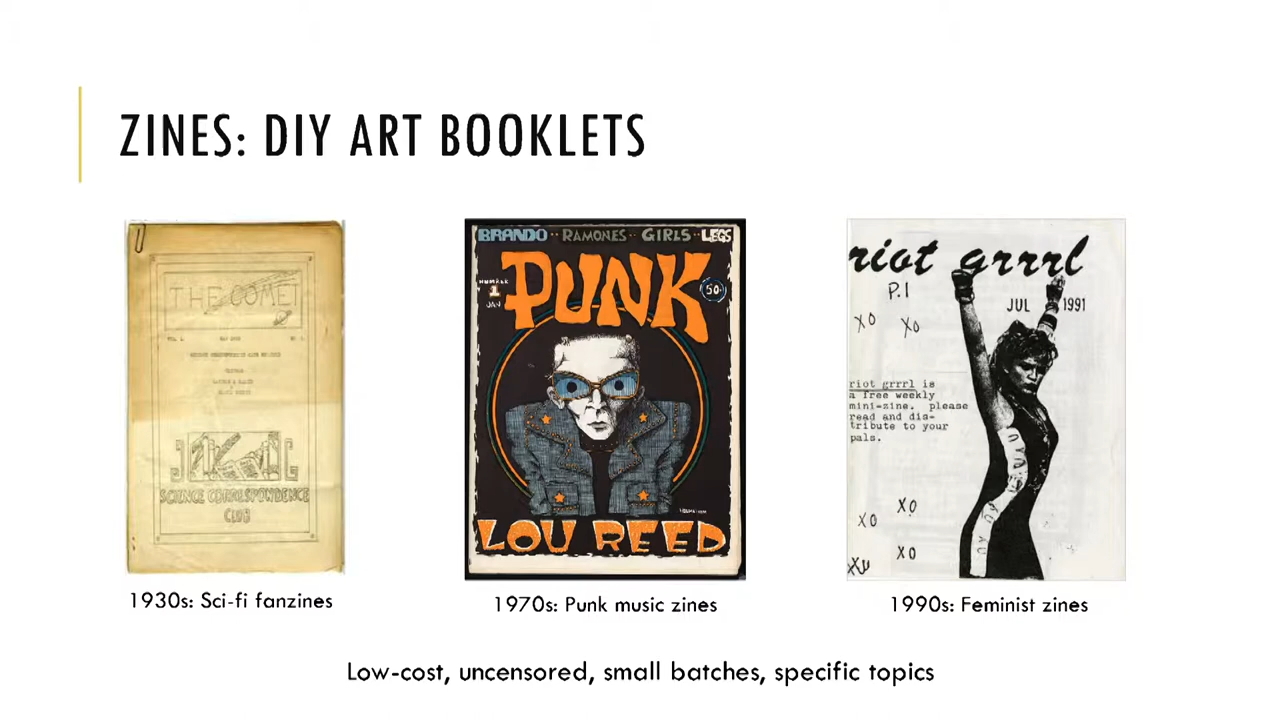 ZINES: DIY ART BOOKLETS
THE COMET
SCIENCE CORRESPONDENCE
CLUB
1930s: Sci-fi fanzines
BRANDO·· RAMONES·· GIRLS·· LEGS
NUMBER
1
JAN
PUNK
50¢
LOU REED
1970s: Punk music zines
riot grrrl
P.1
JUL 1991
XO XO
riot grrrl is
a free weekly
mini-zine. please
read and dis-
tribute to your
pals.
XO XO
XO
1990s: Feminist zines
Low-cost, uncensored, small batches, specific topics